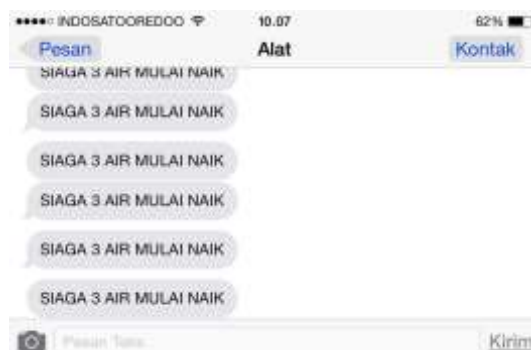 INDOSATOOREDOO 10.07 62%
Pesan Alat Kontak
SIAGA 3 AIR MULAI NAIK
SIAGA 3 AIR MULAI NAIK
SIAGA 3 AIR MULAI NAIK
SIAGA 3 AIR MULAI NAIK
SIAGA 3 AIR MULAI NAIK
SIAGA 3 AIR MULAI NAIK
Pesan Teks Kirim